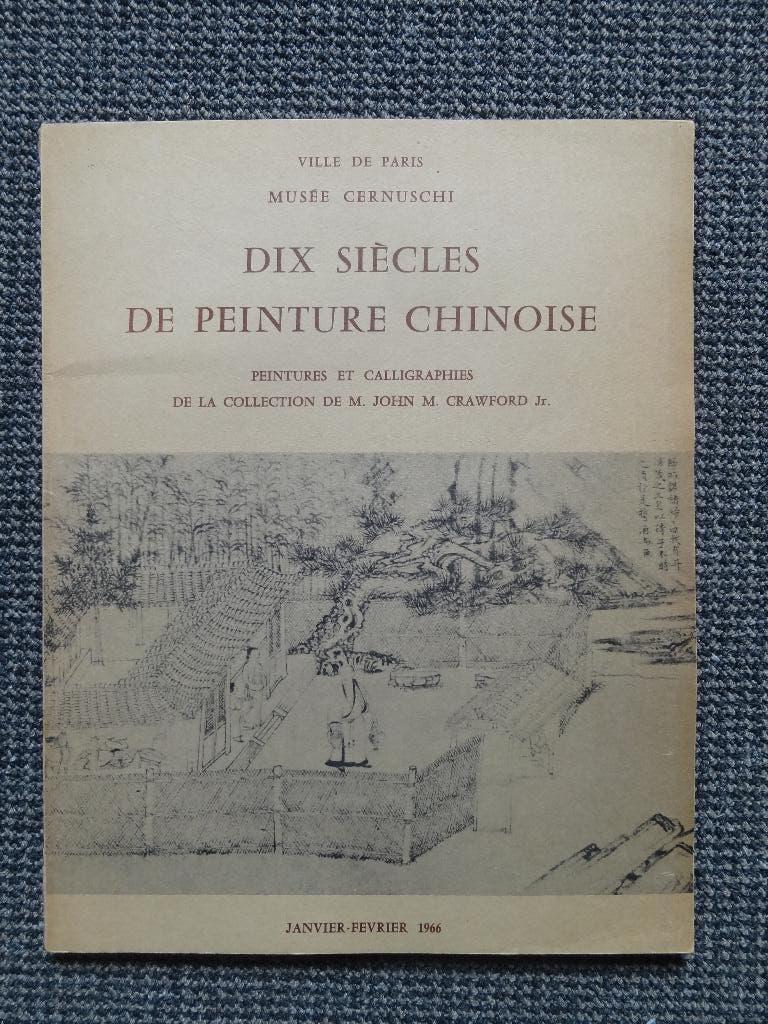 VILLE DE PARIS
MUSÉE CERNUSCHI
DIX SIÈCLES
DE PEINTURE CHINOISE
PEINTURES ET CALLIGRAPHIES
DE LA COLLECTION DE M. JOHN M. CRAWFORD Jr.
JANVIER-FEVRIER 1966